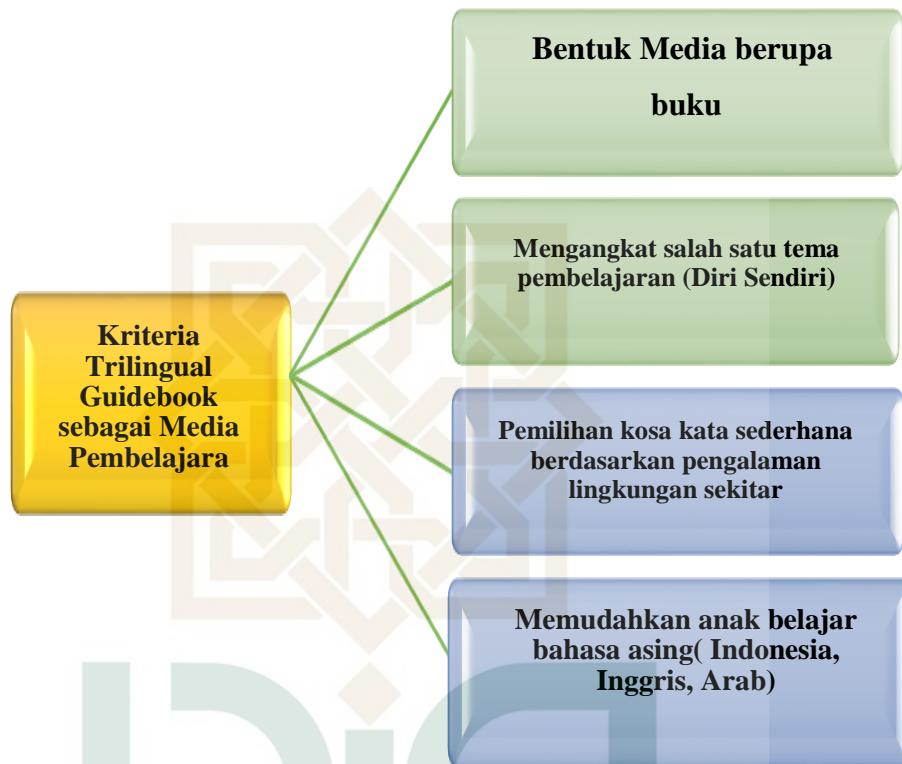 Bentuk Media berupa
buku
Mengangkat salah satu tema
pembelajaran (Diri Sendiri)
Kriteria
Trilingual
Guidebook
sebagai Media
Pembelajara
Pemilihan kosa kata sederhana
berdasarkan pengalaman
lingkungan sekitar
Memudahkan anak belajar
bahasa asing( Indonesia,
Inggris, Arab)